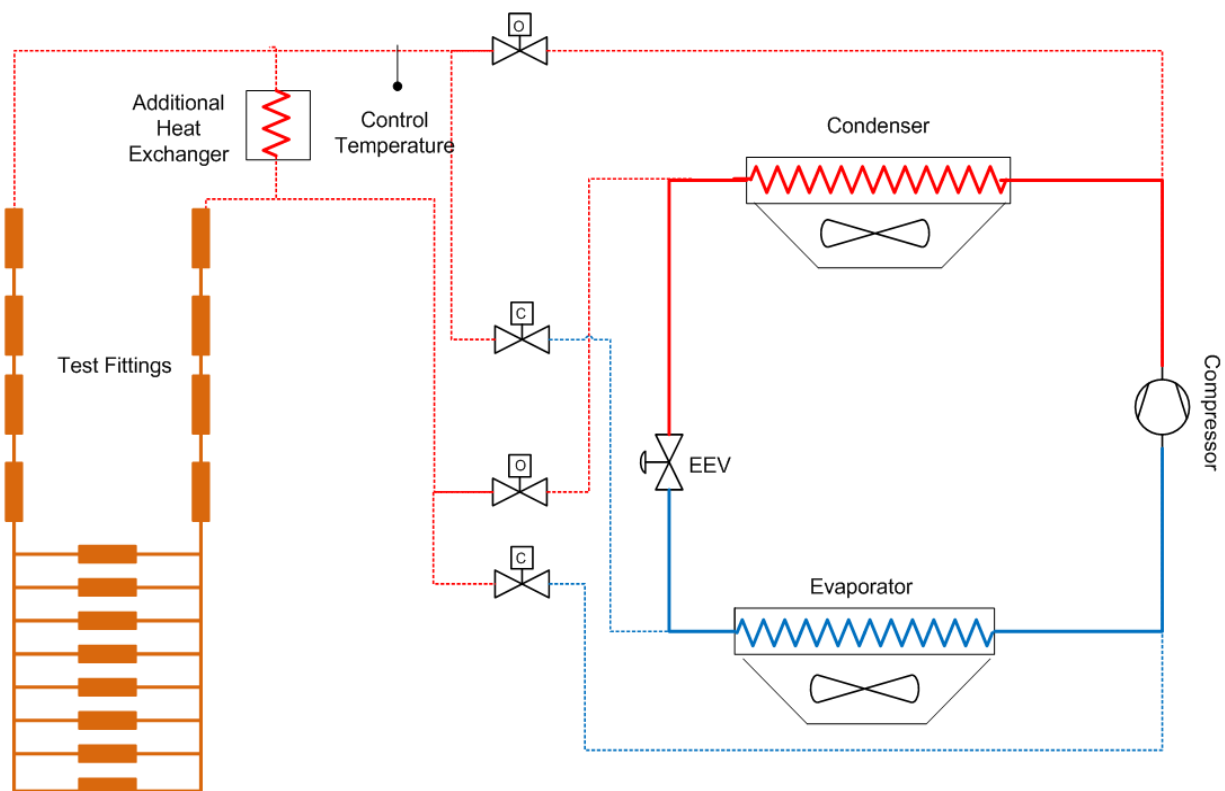 O
Additional
Heat
Exchanger
Control
Temperature
Condenser
C
Test Fittings
Compressor
EEV
O
C
Evaporator